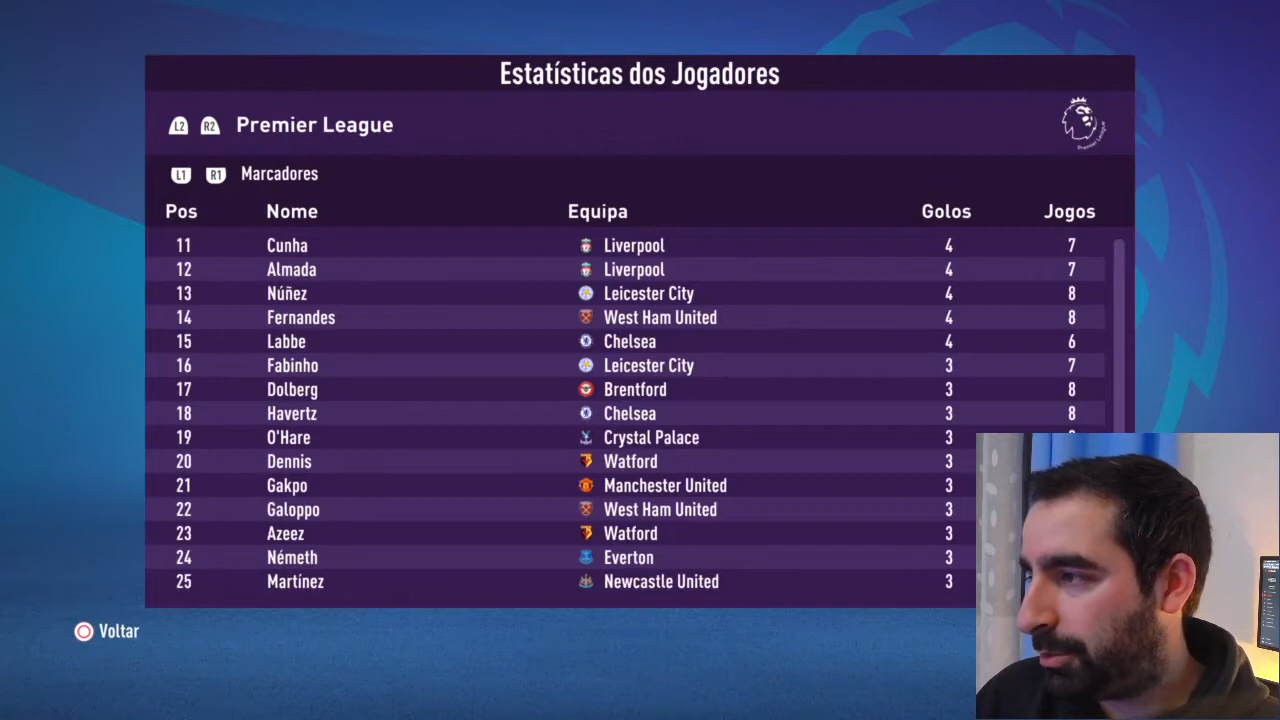 Estatísticas dos Jogadores
L2 R2 Premier League
Premier League
L1 R1 Marcadores
Pos Nome Equipa Golos Jogos
11 Cunha Liverpool 4 7
12 Almada Liverpool 4 7
13 Núñez Leicester City 4 8
14 Fernandes West Ham United 4 8
15 Labbe Chelsea 4 6
16 Fabinho Leicester City 3 7
17 Dolberg Brentford 3 8
18 Havertz Chelsea 3 8
19 O'Hare Crystal Palace 3
20 Dennis Watford 3
21 Gakpo Manchester United 3
22 Galoppo West Ham United 3
23 Azeez Watford 3
24 Németh Everton 3
25 Martínez Newcastle United 3
Voltar